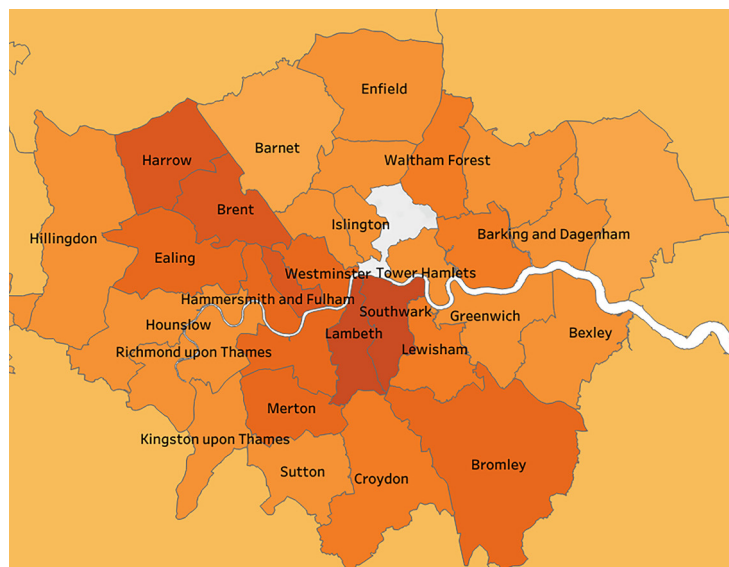 Enfield
Barnet
Waltham Forest
Harrow
Brent
Islington
Hillingdon
Barking and Dagenham
Ealing
Westminster
Tower Hamlets
Hammersmith and Fulham
Southwark
Greenwich
Hounslow
Lambeth
Bexley
Richmond upon Thames
Lewisham
Merton
Kingston upon Thames
Bromley
Sutton
Croydon